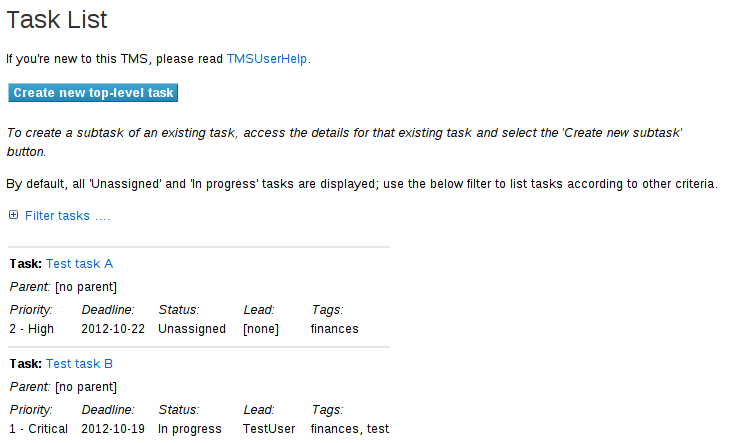 Task List
If you're new to this TMS, please read TMSUserHelp.
Create new top-level task
To create a subtask of an existing task, access the details for that existing task and select the 'Create new subtask'
button.
By default, all 'Unassigned' and 'In progress' tasks are displayed; use the below filter to list tasks according to other criteria.
Filter tasks ....
Task: Test task A
Parent: [no parent]
Priority: Deadline: Status: Lead: Tags:
2 - High 2012-10-22 Unassigned [none] finances
Task: Test task B
Parent: [no parent]
Priority: Deadline: Status: Lead: Tags:
1 - Critical 2012-10-19 In progress TestUser finances, test